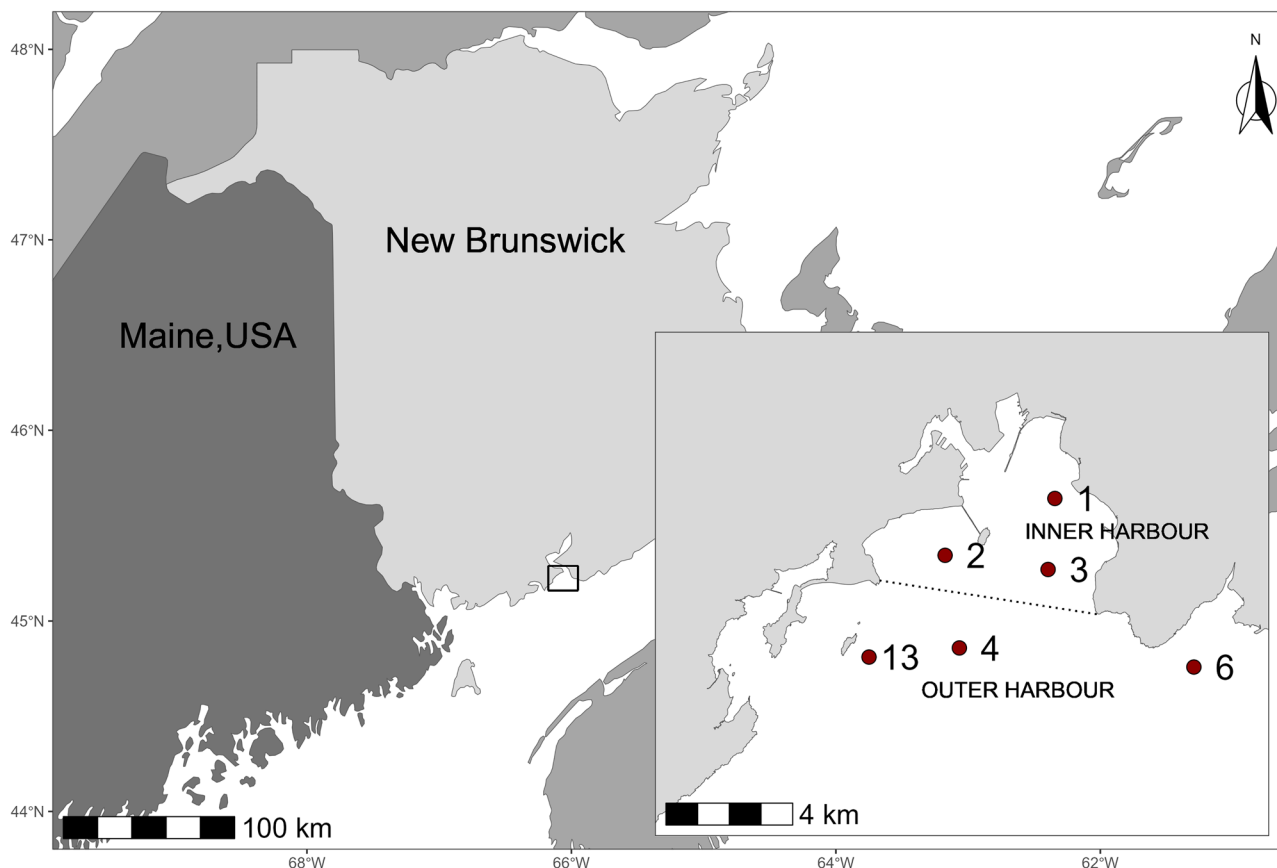 48°N
N
47°N
New Brunswick
Maine,USA
46°N
1
INNER HARBOUR
2
3
45°N
4
13
6
OUTER HARBOUR
44°N
100 km
4 km
68°W
66°W
64°W
62°W